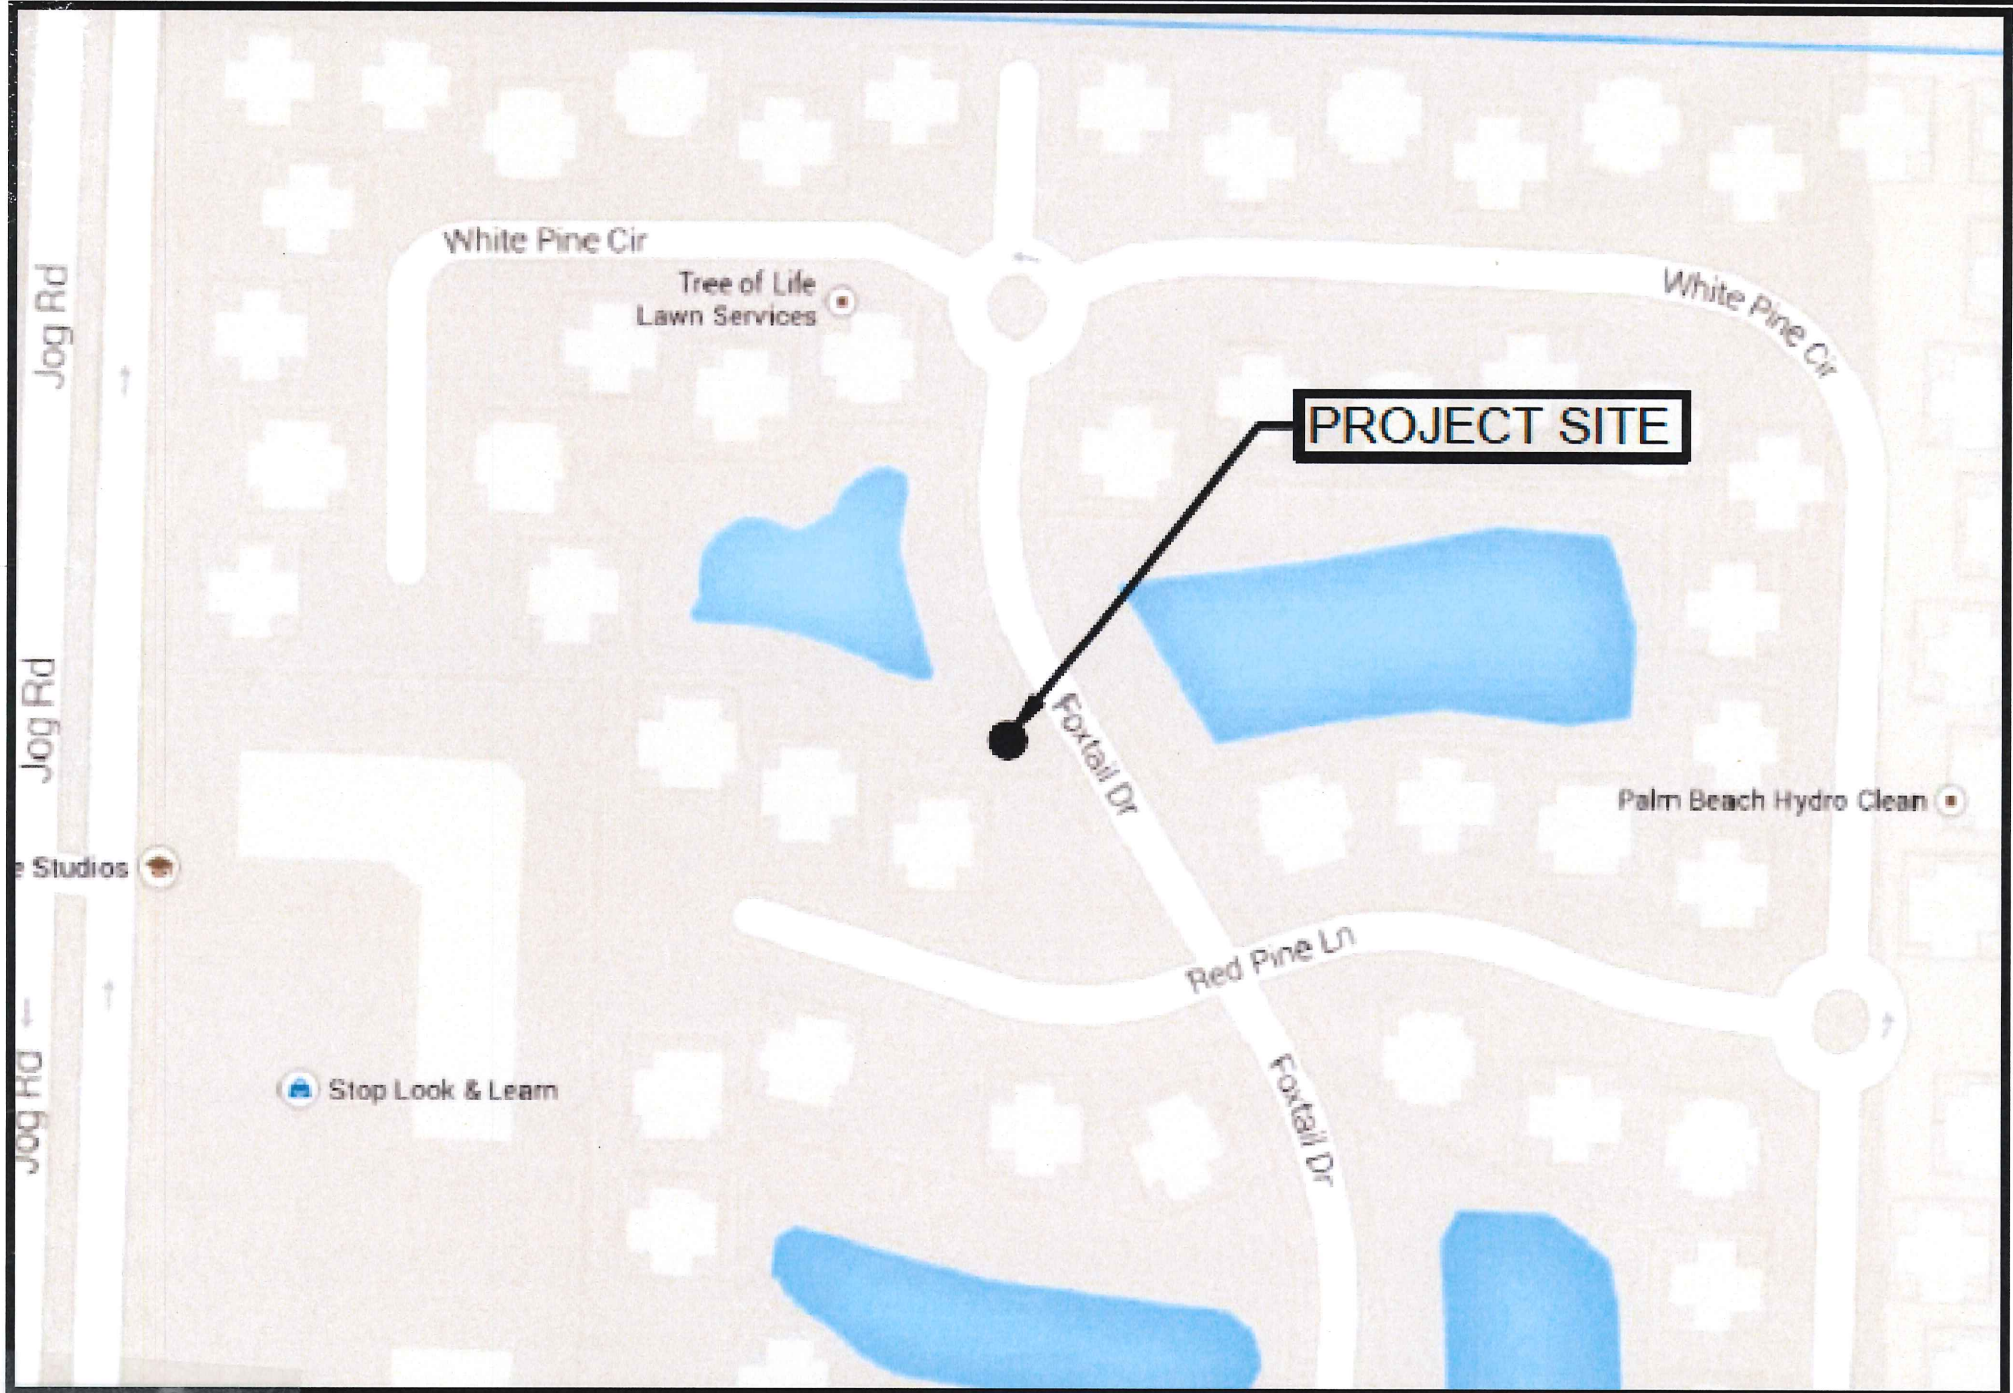 White Pine Cir
Tree of Life
Lawn Services
White Pine Cir
Jog Rd
PROJECT SITE
Jog Rd
Foxtail Dr
Palm Beach Hydro Clean
e Studios
Red Pine Ln
Jog Rd
Stop Look & Learn
Foxtail Dr